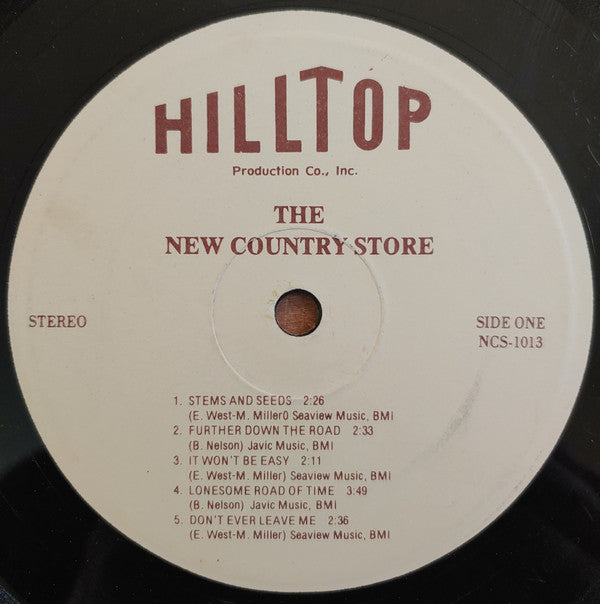 HILLTOP
Production Co., Inc.
THE
NEW COUNTRY STORE
STEREO
SIDE ONE
NCS-1013
1. STEMS AND SEEDS 2:26
(E. West-M. Miller0 Seaview Music, BMI
2. FURTHER DOWN THE ROAD 2:33
(B. Nelson) Javic Music, BMI
3. IT WON'T BE EASY 2:11
(E. West-M. Miller) Seaview Music, BMI
4. LONESOME ROAD OF TIME 3:49
(B. Nelson) Javic Music, BMI
5. DON'T EVER LEAVE ME 2:36
(E. West-M. Miller) Seaview Music, BMI